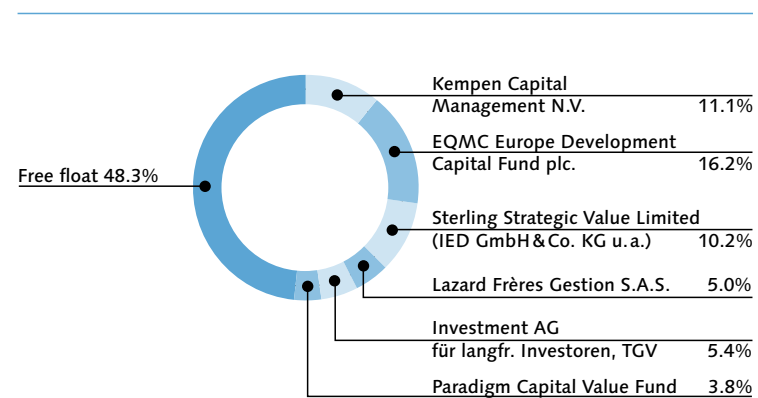 Kempen Capital
Management N.V. 11.1%
EQMC Europe Development
Capital Fund plc. 16.2%
Free float 48.3%
Sterling Strategic Value Limited
(IED GmbH & Co. KG u. a.) 10.2%
Lazard Frères Gestion S.A.S. 5.0%
Investment AG
für langfr. Investoren, TGV 5.4%
Paradigm Capital Value Fund 3.8%